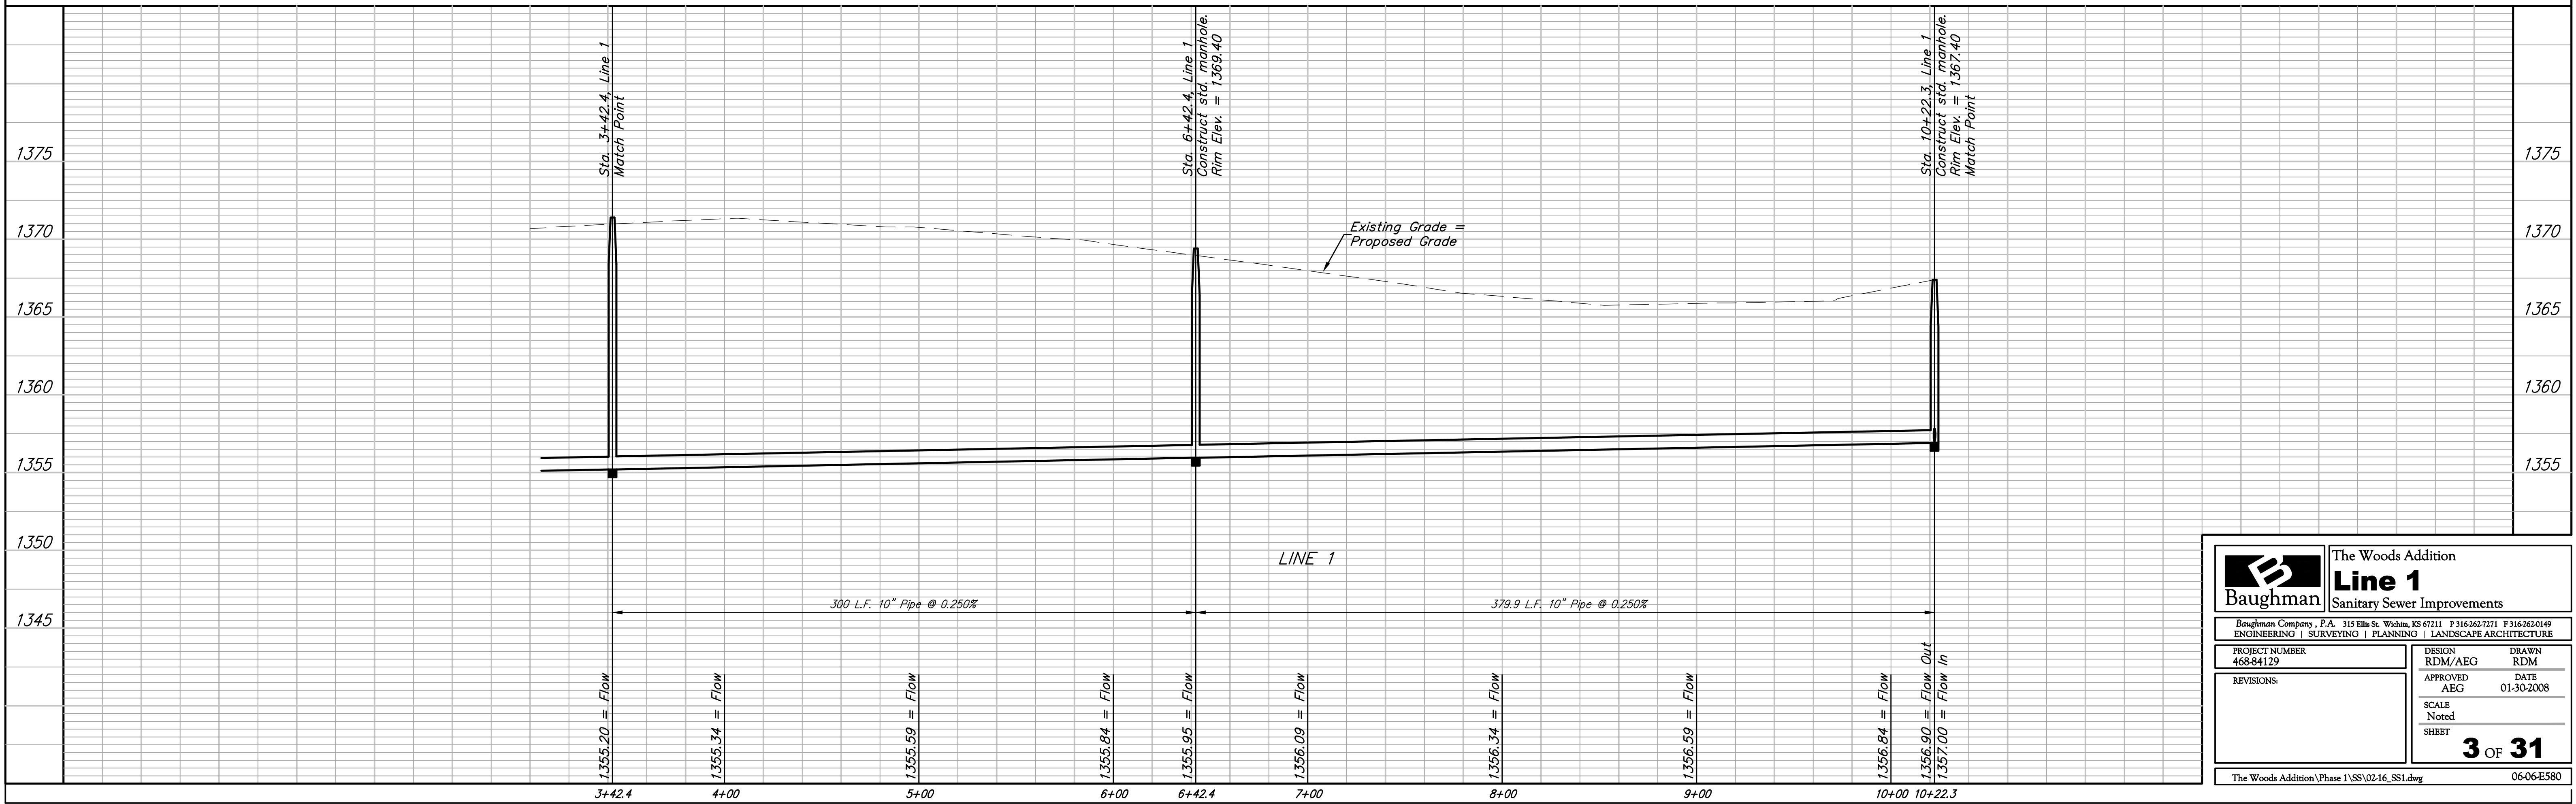 Sta. 3+42.4, Line 1
Match Point
Sta. 6+42.4, Line 1
Construct std. manhole.
Rim Elev. = 1369.40
Sta. 10+22.3, Line 1
Construct std. manhole.
Rim Elev. = 1367.40
Match Point
1375
1375
1370
1370
Existing Grade =
Proposed Grade
1365
1365
1360
1360
1355
1355
1350
LINE 1
1345
300 L.F. 10" Pipe @ 0.250%
379.9 L.F. 10" Pipe @ 0.250%
1355.20 = Flow
1355.34 = Flow
1355.59 = Flow
1355.84 = Flow
1355.95 = Flow
1356.09 = Flow
1356.34 = Flow
1356.59 = Flow
1356.84 = Flow
1356.90 = Flow Out
1357.00 = Flow In
3+42.4
4+00
5+00
6+00
6+42.4
7+00
8+00
9+00
10+00
10+22.3
B
Baughman
The Woods Addition
Line 1
Sanitary Sewer Improvements
Baughman Company, P.A. 315 Ellis St. Wichita, KS 67211 P 316-262-7271 F 316-262-0149
ENGINEERING | SURVEYING | PLANNING | LANDSCAPE ARCHITECTURE
PROJECT NUMBER
468-84129
REVISIONS:
DESIGN
RDM/AEG
DRAWN
RDM
APPROVED
AEG
DATE
01-30-2008
SCALE
Noted
SHEET
3 OF 31
The Woods Addition\Phase 1\SS\02-16_SS1.dwg
06-06-E580